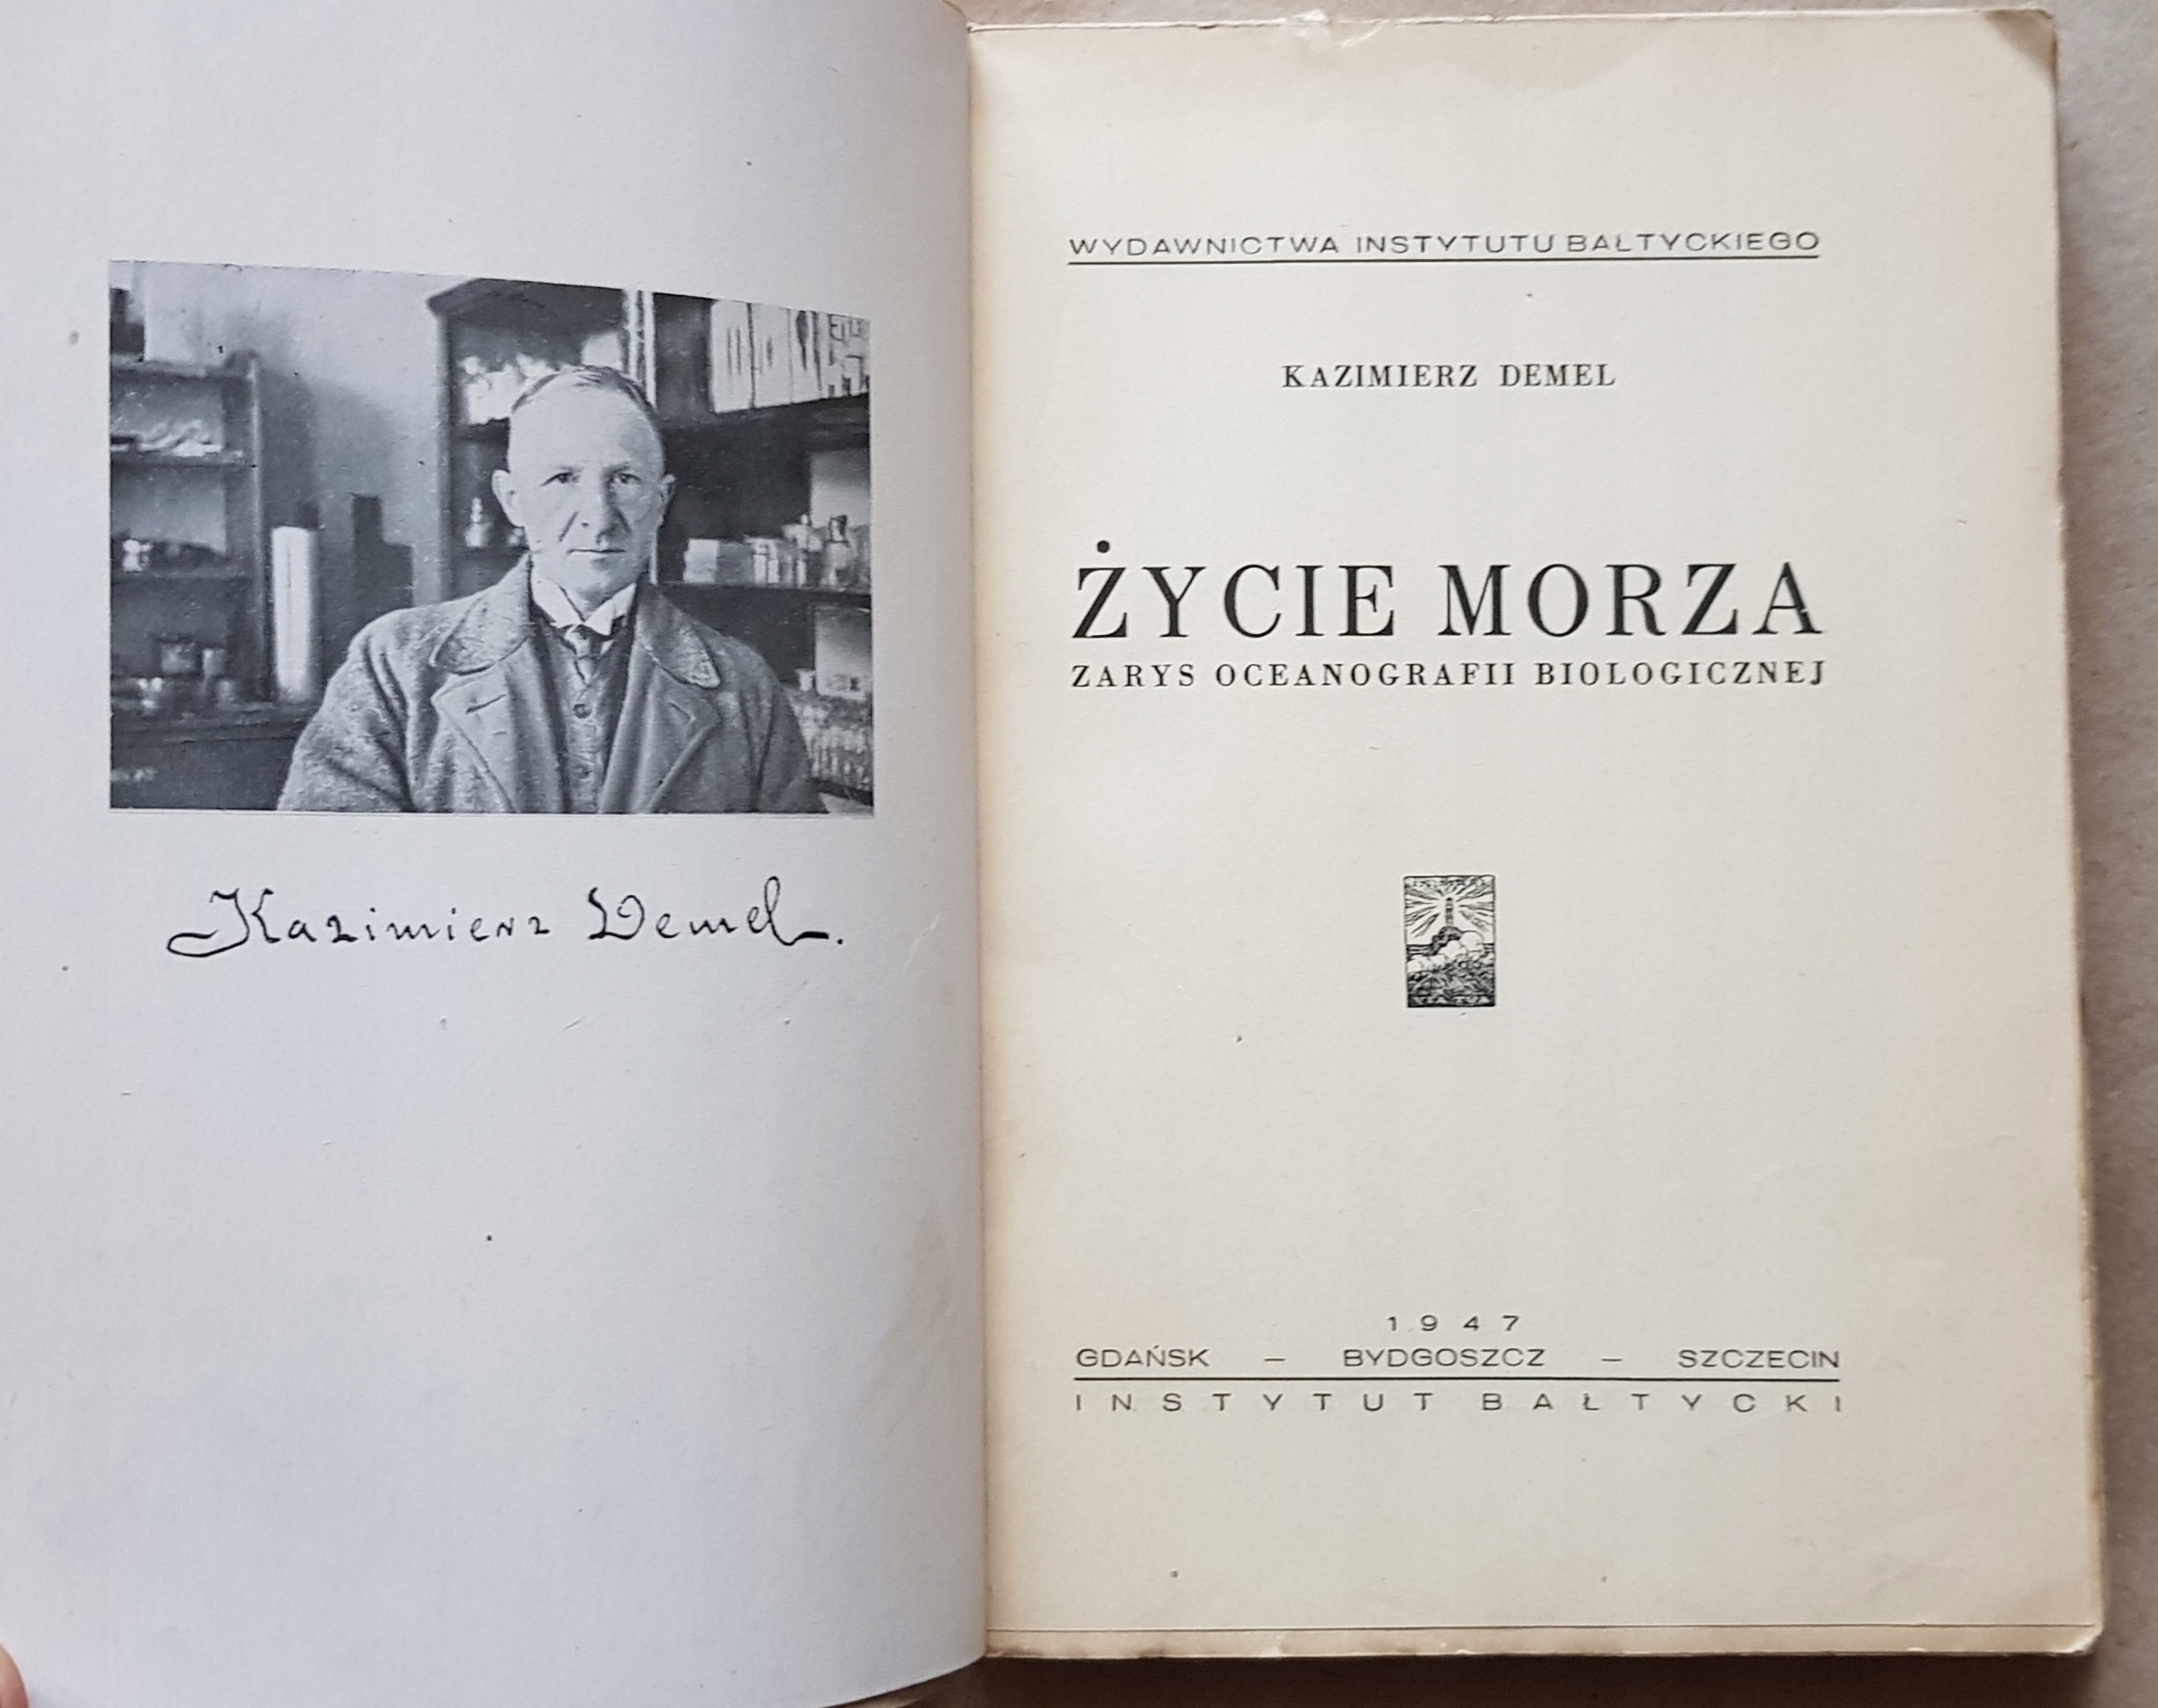 Kazimierz Demel.
WYDAWNICTWA INSTYTUTU BAŁTYCKIEGO
KAZIMIERZ DEMEL
ŻYCIE MORZA
ZARYS OCEANOGRAFII BIOLOGICZNEJ
1947
GDAŃSK — BYDGOSZCZ — SZCZECIN
INSTYTUT BAŁTYCKI